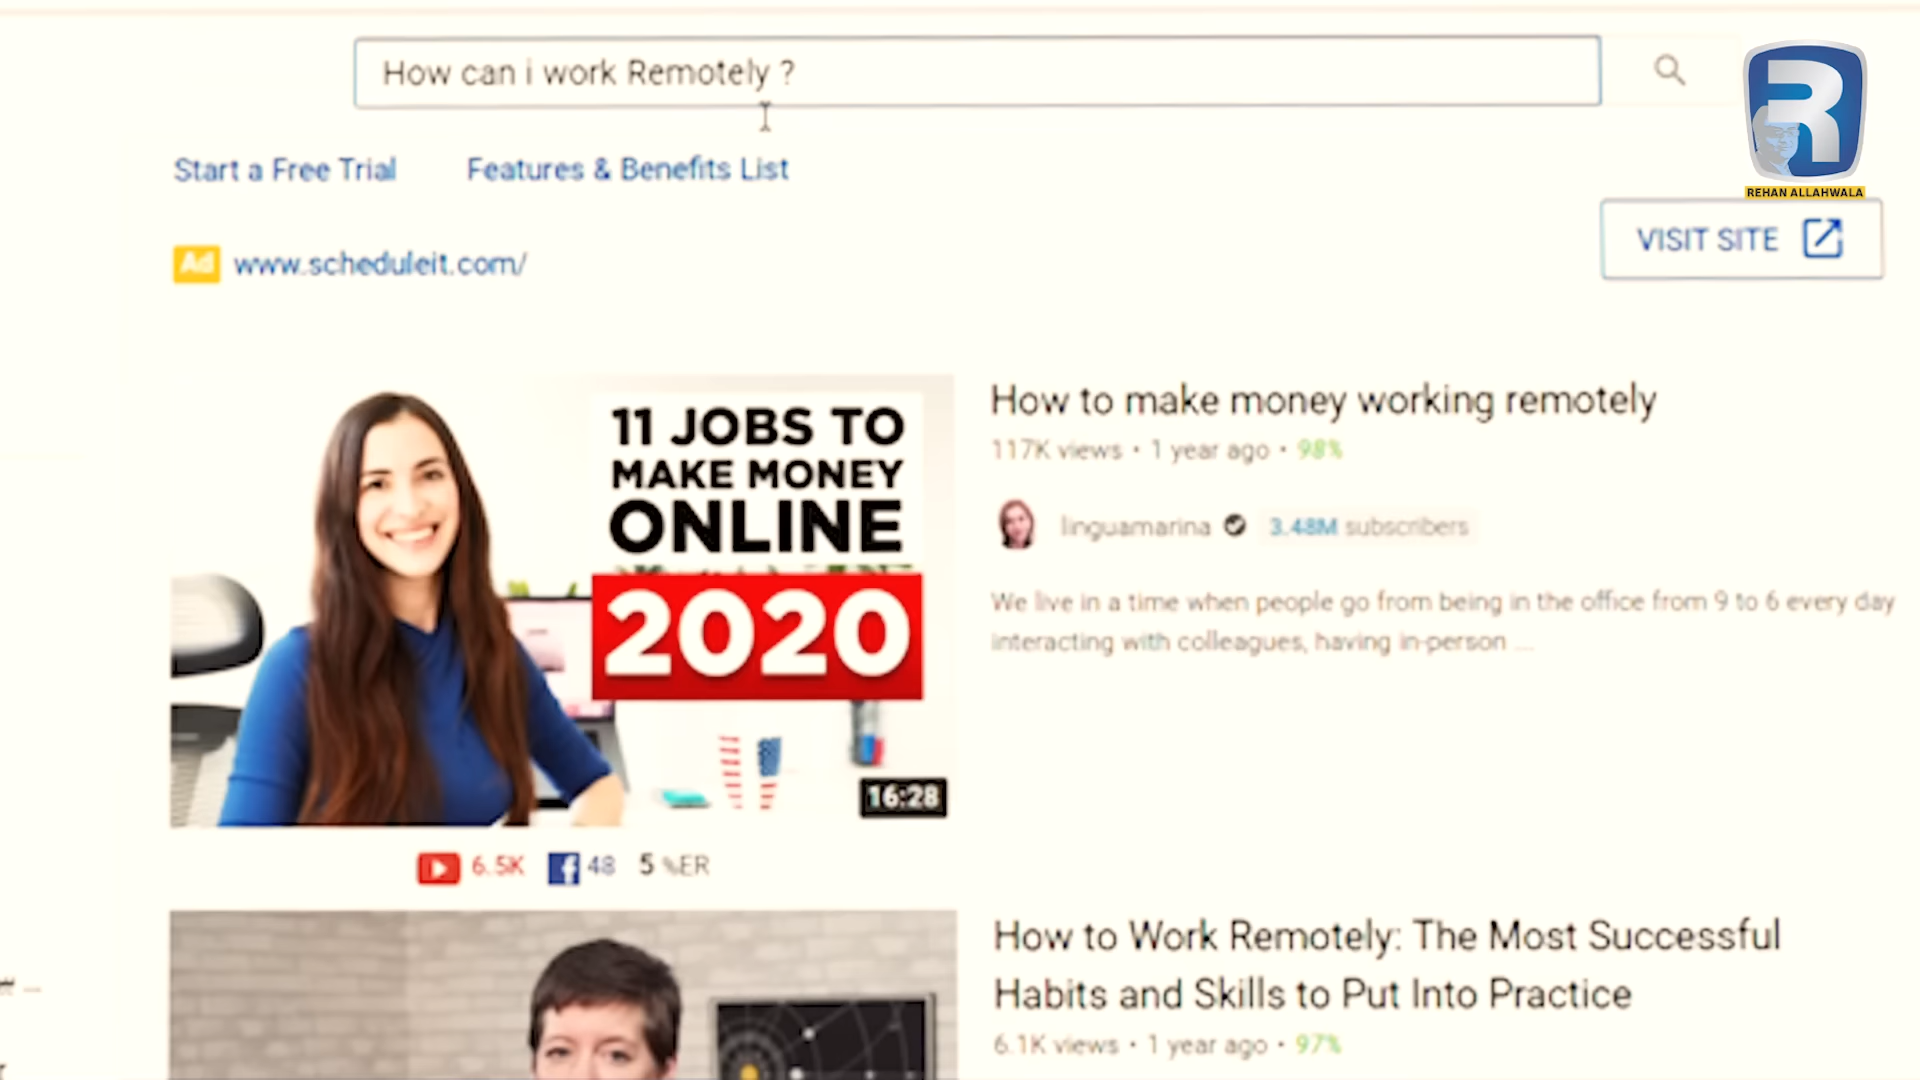 How can i work Remotely ?
REHAN ALLAHWALA
Start a Free Trial
Features & Benefits List
Ad www.scheduleit.com/
VISIT SITE
11 JOBS TO
MAKE MONEY
ONLINE
2020
16:28
6.5K 48 5 %ER
How to make money working remotely
117K views • 1 year ago • 98%
linguamarina 3.48M subscribers
We live in a time when people go from being in the office from 9 to 6 every day
interacting with colleagues, having in-person ...
How to Work Remotely: The Most Successful
Habits and Skills to Put Into Practice
6.1K views • 1 year ago • 97%